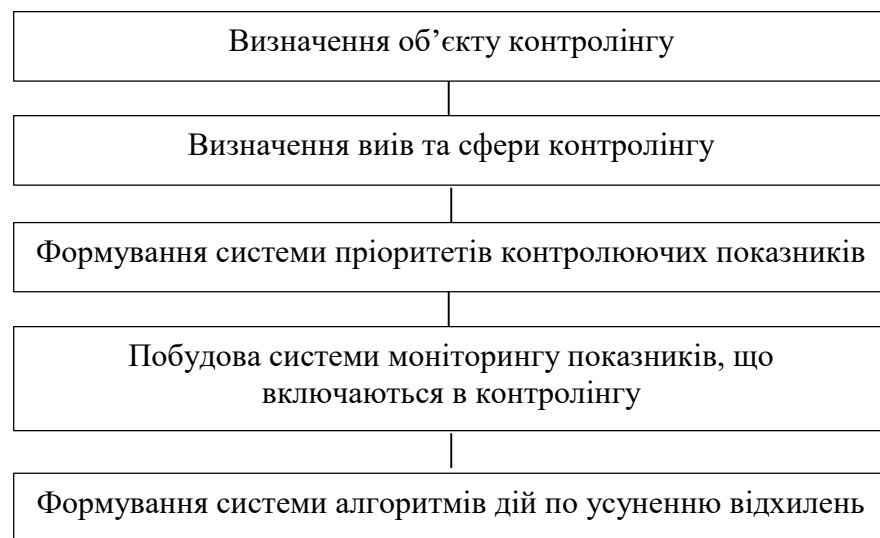 Визначення об’єкту контролінгу
Визначення виів та сфери контролінгу
Формування системи пріоритетів контролюючих показників
Побудова системи моніторингу показників, що
включаються в контролінгу
Формування системи алгоритмів дій по усуненню відхилень